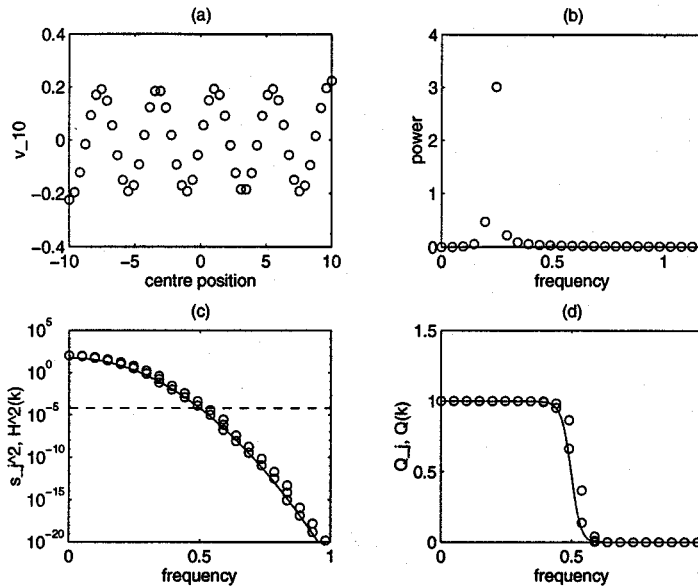 (a)
0.4
0.2
0
-0.2
-0.4
v_10
-10
-5
0
5
10
centre position
(b)
4
3
2
1
0
power
0
0.5
1
frequency
(c)
10^5
10^0
10^-5
10^-10
10^-15
10^-20
s_j^2, H^2(k)
0
0.5
1
frequency
(d)
1.5
1
0.5
0
Q_j, Q(k)
0
0.5
frequency